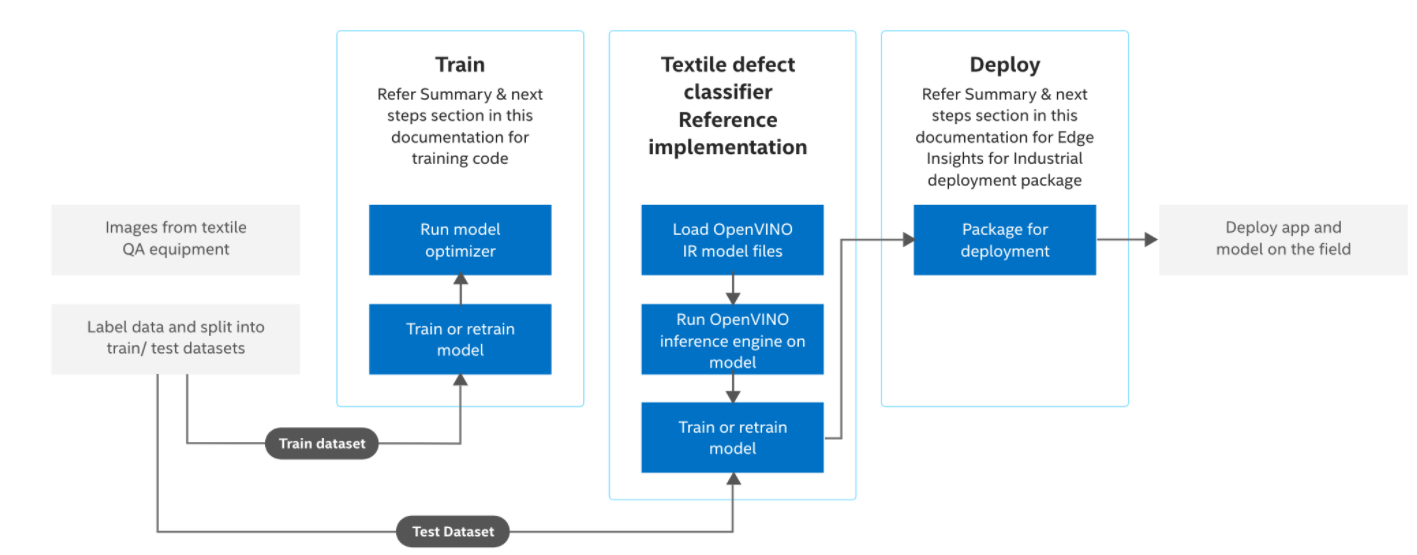 Images from textile
QA equipment
Label data and split into
train/ test datasets
Train
Refer Summary & next
steps section in this
documentation for
training code
Run model
optimizer
Train or retrain
model
Train dataset
Test Dataset
Textile defect
classifier
Reference
implementation
Load OpenVINO
IR model files
Run OpenVINO
inference engine on
model
Train or retrain
model
Deploy
Refer Summary & next
steps section in this
documentation for Edge
Insights for Industrial
deployment package
Package for
deployment
Deploy app and
model on the field